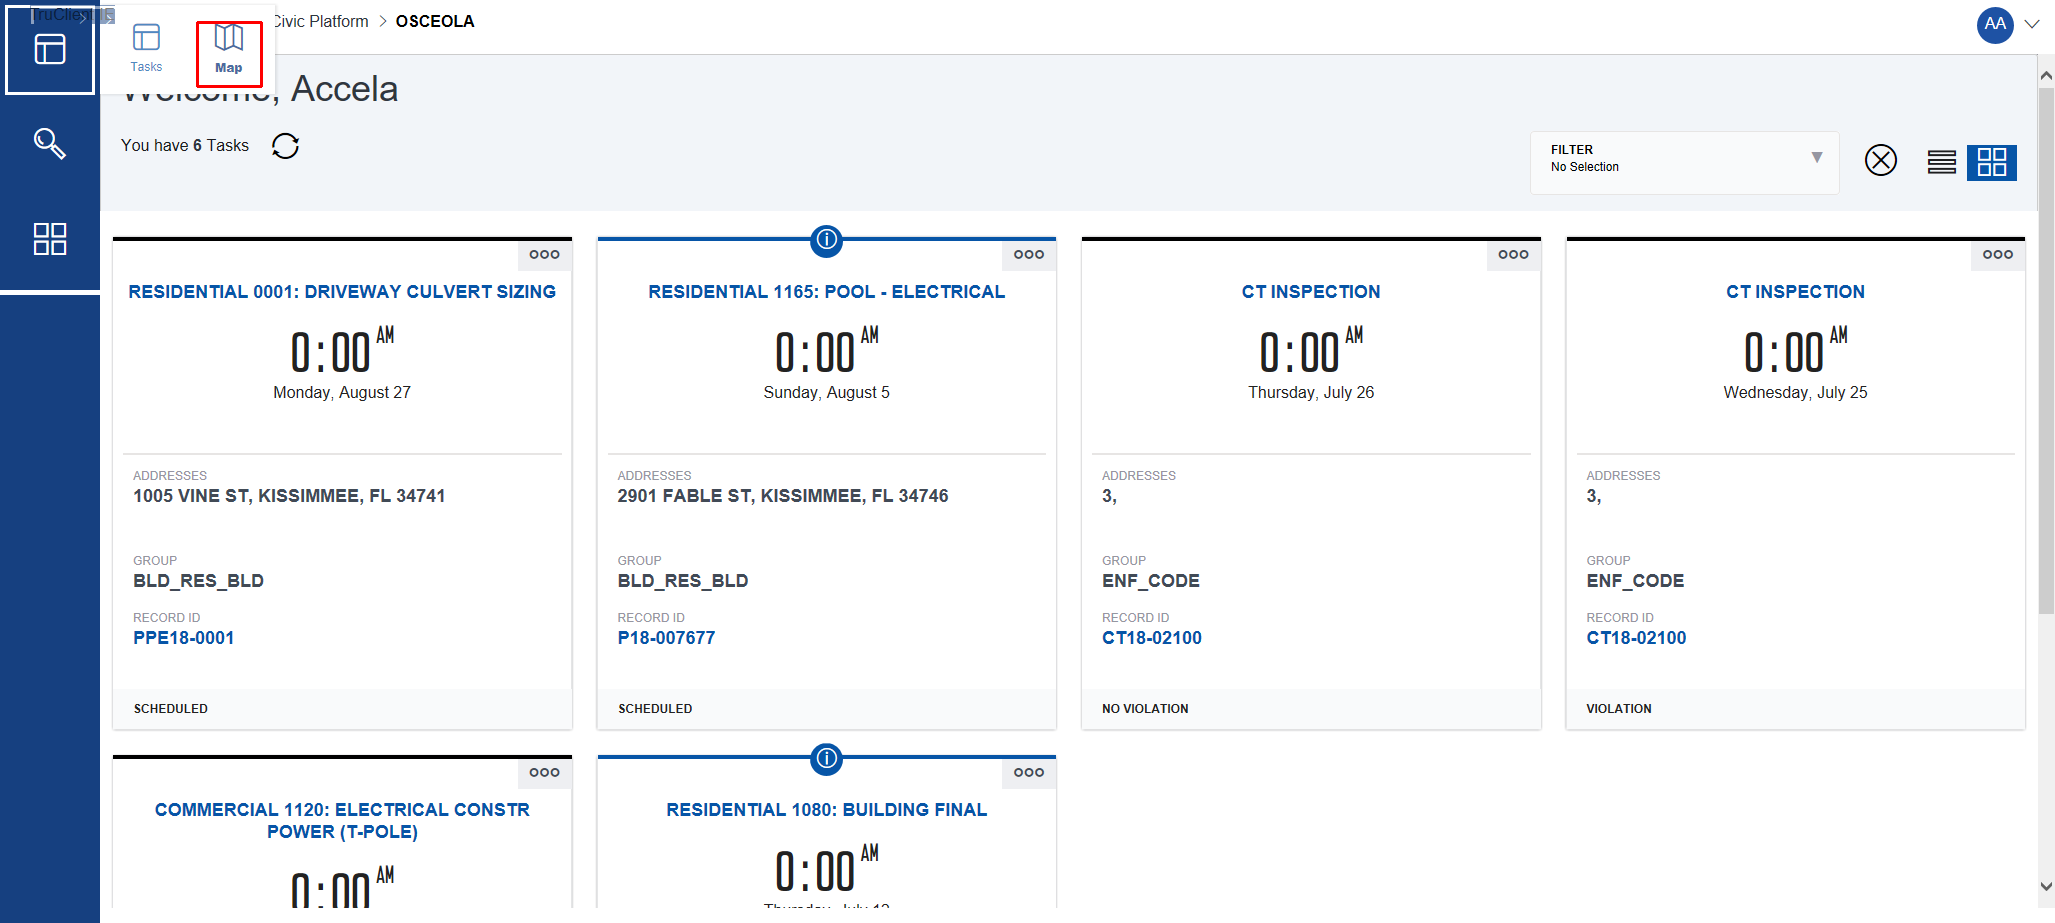 TruClient
Civic Platform > OSCEOLA
AA
Tasks
Map
Welcome, Accela
You have 6 Tasks
FILTER
No Selection
RESIDENTIAL 0001: DRIVEWAY CULVERT SIZING
0:00 AM
Monday, August 27
ADDRESSES
1005 VINE ST, KISSIMMEE, FL 34741
GROUP
BLD_RES_BLD
RECORD ID
PPE18-0001
SCHEDULED
RESIDENTIAL 1165: POOL - ELECTRICAL
0:00 AM
Sunday, August 5
ADDRESSES
2901 FABLE ST, KISSIMMEE, FL 34746
GROUP
BLD_RES_BLD
RECORD ID
P18-007677
SCHEDULED
CT INSPECTION
0:00 AM
Thursday, July 26
ADDRESSES
3,
GROUP
ENF_CODE
RECORD ID
CT18-02100
NO VIOLATION
CT INSPECTION
0:00 AM
Wednesday, July 25
ADDRESSES
3,
GROUP
ENF_CODE
RECORD ID
CT18-02100
VIOLATION
COMMERCIAL 1120: ELECTRICAL CONSTR
POWER (T-POLE)
0:00 AM
RESIDENTIAL 1080: BUILDING FINAL
0:00 AM
Thursday, July 12